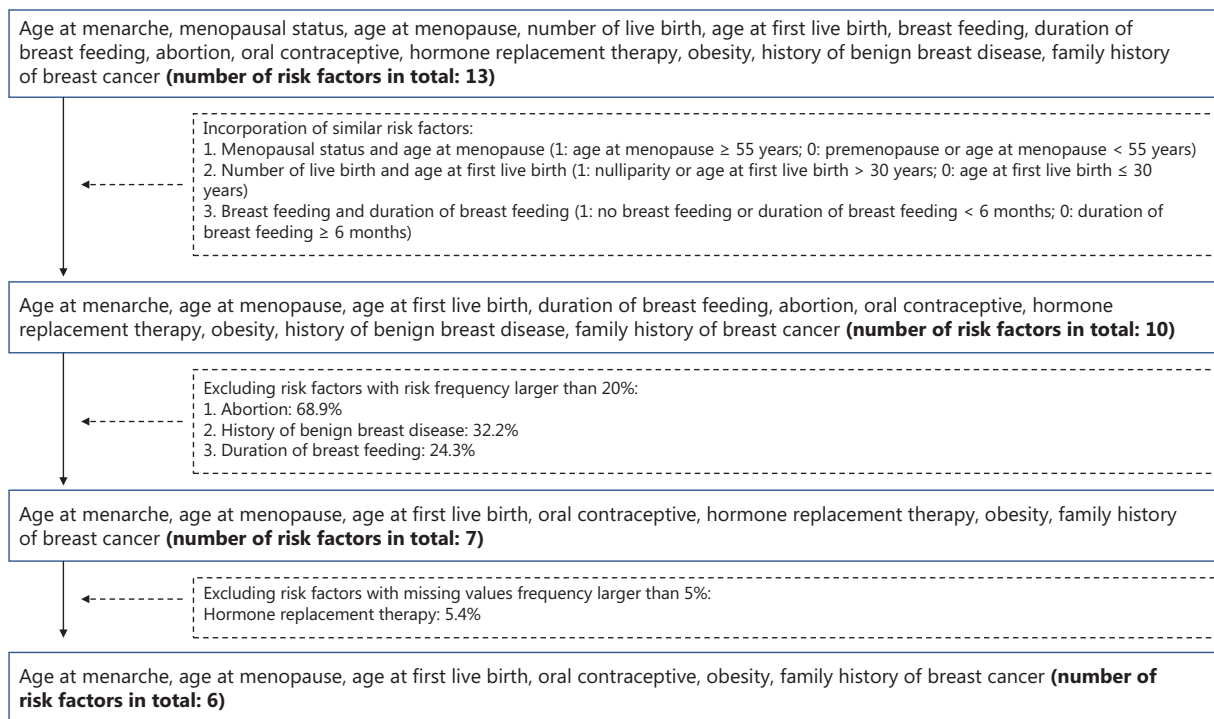 Age at menarche, menopausal status, age at menopause, number of live birth, age at first live birth, breast feeding, duration of
breast feeding, abortion, oral contraceptive, hormone replacement therapy, obesity, history of benign breast disease, family history
of breast cancer (number of risk factors in total: 13)
Incorporation of similar risk factors:
1. Menopausal status and age at menopause (1: age at menopause ≥ 55 years; 0: premenopause or age at menopause < 55 years)
2. Number of live birth and age at first live birth (1: nulliparity or age at first live birth > 30 years; 0: age at first live birth ≤ 30
years)
3. Breast feeding and duration of breast feeding (1: no breast feeding or duration of breast feeding < 6 months; 0: duration of
breast feeding ≥ 6 months)
Age at menarche, age at menopause, age at first live birth, duration of breast feeding, abortion, oral contraceptive, hormone
replacement therapy, obesity, history of benign breast disease, family history of breast cancer (number of risk factors in total: 10)
Excluding risk factors with risk frequency larger than 20%:
1. Abortion: 68.9%
2. History of benign breast disease: 32.2%
3. Duration of breast feeding: 24.3%
Age at menarche, age at menopause, age at first live birth, oral contraceptive, hormone replacement therapy, obesity, family history
of breast cancer (number of risk factors in total: 7)
Excluding risk factors with missing values frequency larger than 5%:
Hormone replacement therapy: 5.4%
Age at menarche, age at menopause, age at first live birth, oral contraceptive, obesity, family history of breast cancer (number of
risk factors in total: 6)